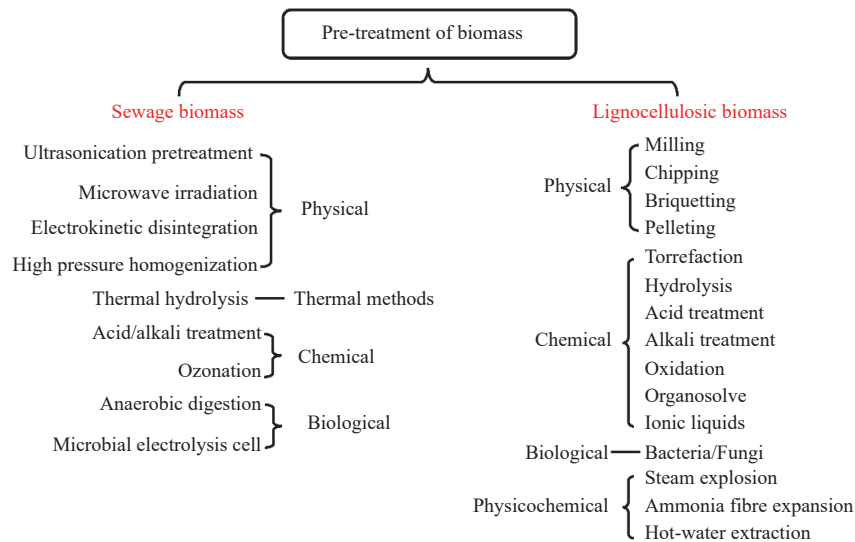 Pre-treatment of biomass
Sewage biomass
Ultrasonication pretreatment
Microwave irradiation
Electrokinetic disintegration
High pressure homogenization
Physical
Thermal hydrolysis
Thermal methods
Acid/alkali treatment
Ozonation
Chemical
Anaerobic digestion
Microbial electrolysis cell
Biological
Lignocellulosic biomass
Physical
Milling
Chipping
Briquetting
Pelleting
Chemical
Torrefaction
Hydrolysis
Acid treatment
Alkali treatment
Oxidation
Organosolve
Ionic liquids
Biological
Bacteria/Fungi
Physicochemical
Steam explosion
Ammonia fibre expansion
Hot-water extraction